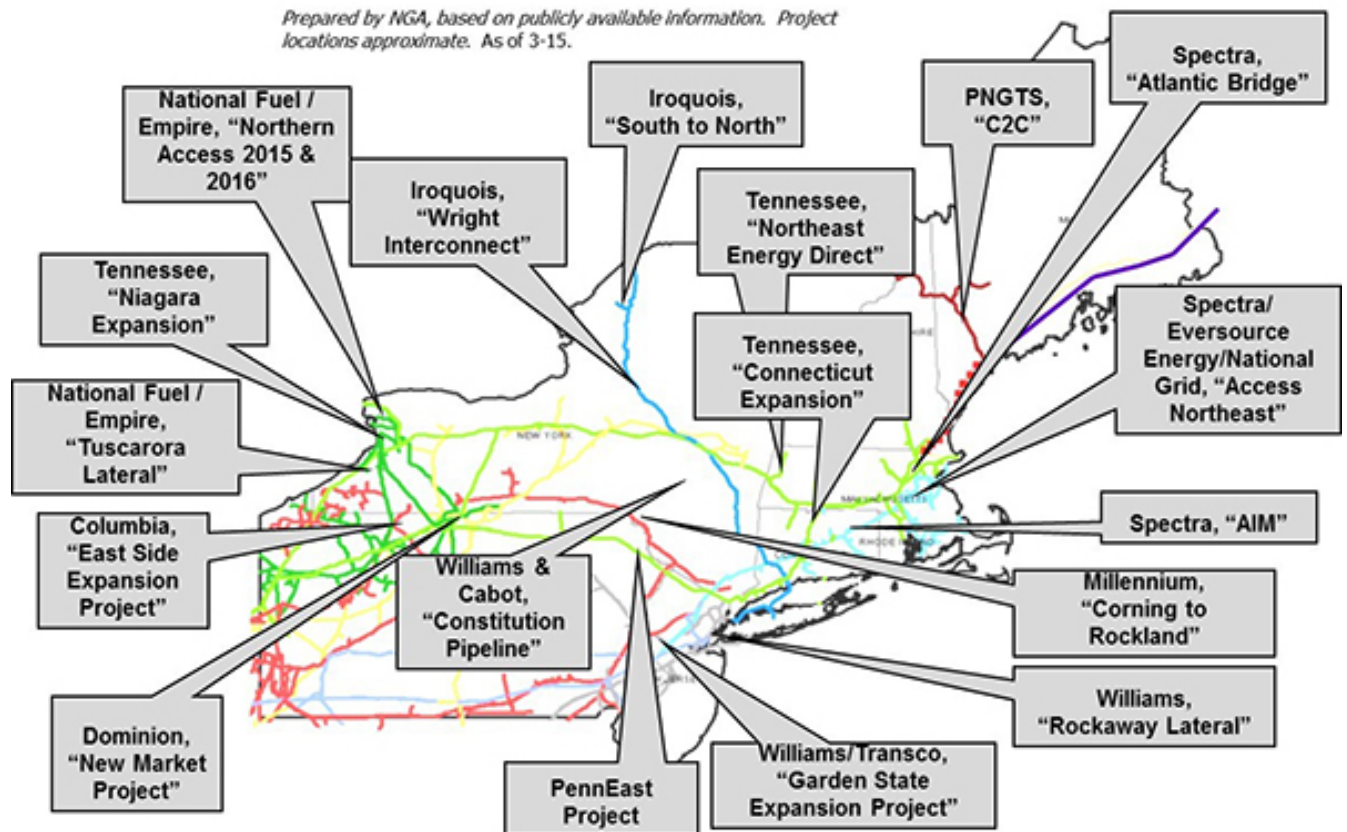 Prepared by NGA, based on publicly available information. Project
locations approximate. As of 3-15.
National Fuel /
Empire, “Northern
Access 2015 &
2016”
Iroquois,
“South to North”
PNGTS,
“C2C”
Spectra,
“Atlantic Bridge”
Iroquois,
“Wright
Interconnect”
Tennessee,
“Northeast
Energy Direct”
Tennessee,
“Niagara
Expansion”
Spectra/
Eversource
Energy/National
Grid, “Access
Northeast”
Tennessee,
“Connecticut
Expansion”
National Fuel /
Empire,
“Tuscarora
Lateral”
NEW YORK
Columbia,
“East Side
Expansion
Project”
Spectra, “AIM”
RHODE
Williams &
Cabot,
“Constitution
Pipeline”
Millennium,
“Corning to
Rockland”
Williams,
“Rockaway Lateral”
Dominion,
“New Market
Project”
PennEast
Project
Williams/Transco,
“Garden State
Expansion Project”